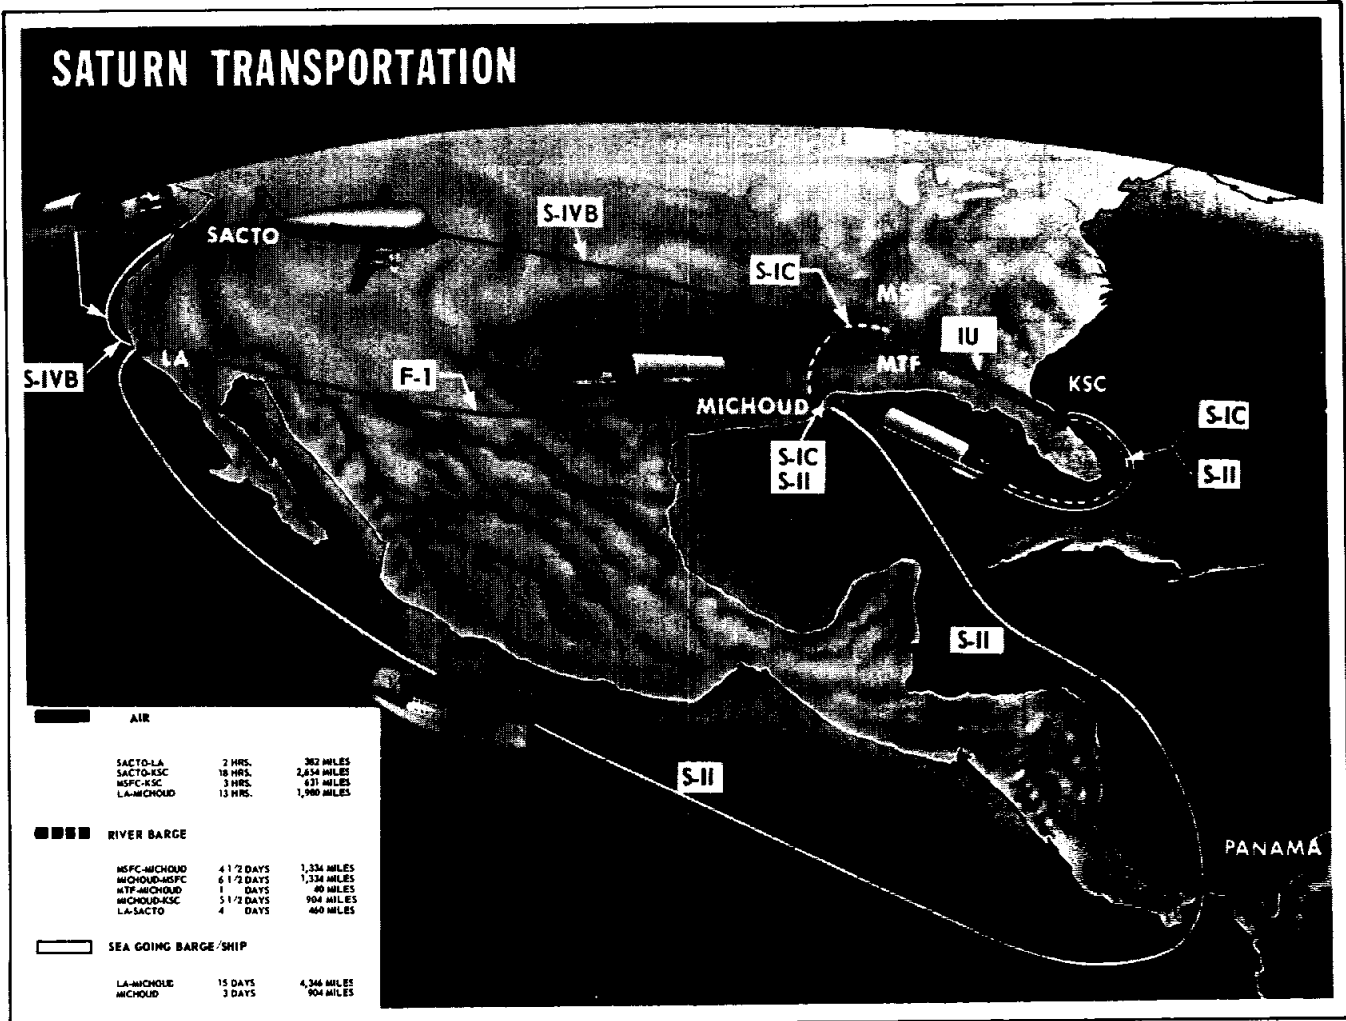 SATURN TRANSPORTATION
S-IVB
SACTO
S-IC
MSFC
IU
LA
S-IVB
F-1
MTF
KSC
MICHOUD
S-IC
S-IC
S-II
S-II
S-II
S-II
PANAMA
AIR
SACTO-LA 2 HRS. 382 MILES
SACTO-KSC 18 HRS. 2,654 MILES
MSFC-KSC 3 HRS. 631 MILES
LA-MICHOUD 13 HRS. 1,980 MILES
RIVER BARGE
MSFC-MICHOUD 4 1/2 DAYS 1,334 MILES
MICHOUD-MSFC 6 1/2 DAYS 1,334 MILES
MTF-MICHOUD 1 DAYS 40 MILES
MICHOUD-KSC 5 1/2 DAYS 904 MILES
LA-SACTO 4 DAYS 460 MILES
SEA GOING BARGE/SHIP
LA-MICHOUD 15 DAYS 4,346 MILES
MICHOUD 3 DAYS 904 MILES